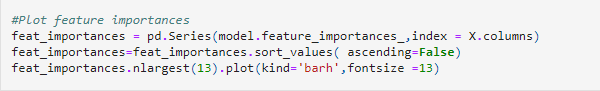 #Plot feature importances
feat_importances = pd.Series(model.feature_importances_,index = X.columns)
feat_importances=feat_importances.sort_values( ascending=False)
feat_importances.nlargest(13).plot(kind='barh',fontsize =13)